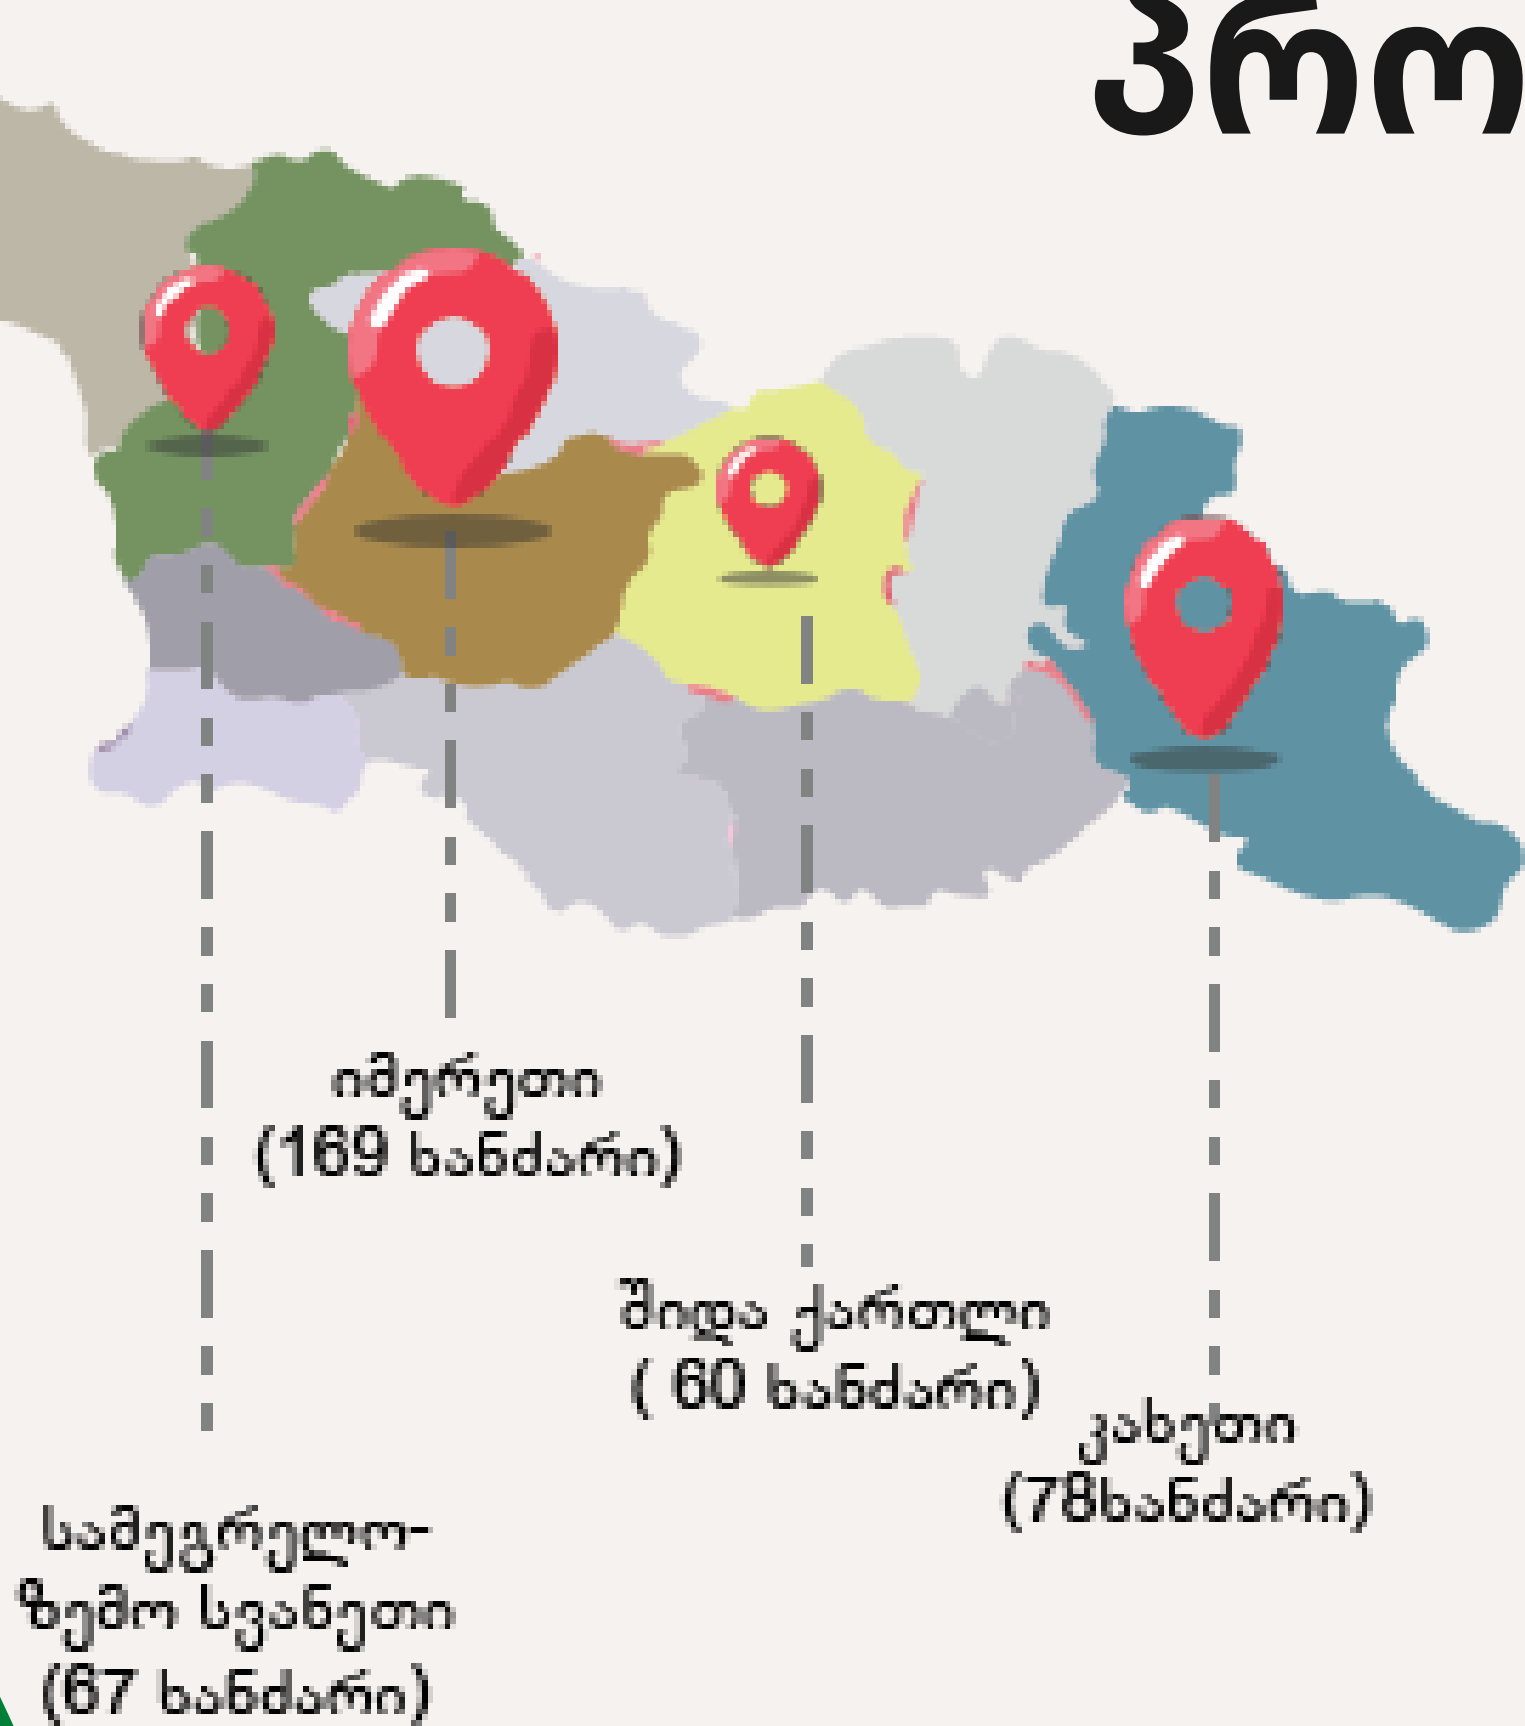 პრო
იმერეთი
(169 ხანძარი)
შიდა ქართლი
( 60 ხანძარი)
კახეთი
(78ხანძარი)
სამეგრელო-
ზემო სვანეთი
(67 ხანძარი)